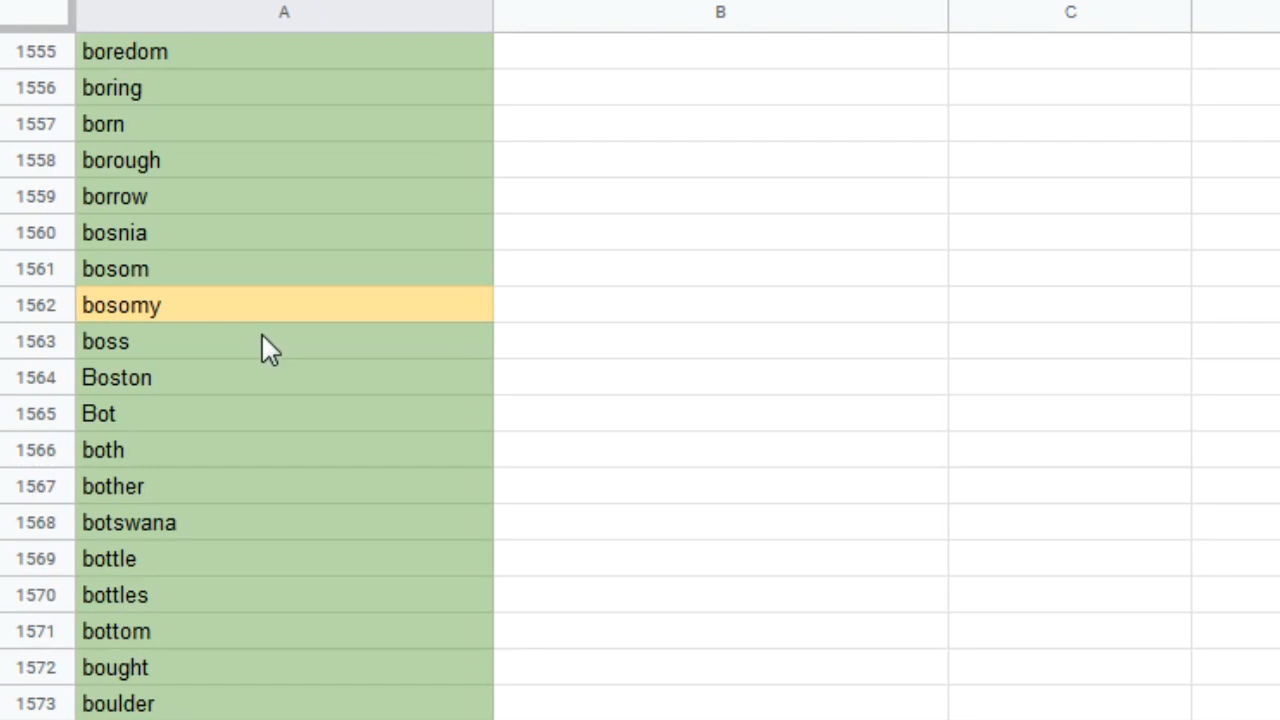 A B C
1555 boredom
1556 boring
1557 born
1558 borough
1559 borrow
1560 bosnia
1561 bosom
1562 bosomy
1563 boss
1564 Boston
1565 Bot
1566 both
1567 bother
1568 botswana
1569 bottle
1570 bottles
1571 bottom
1572 bought
1573 boulder